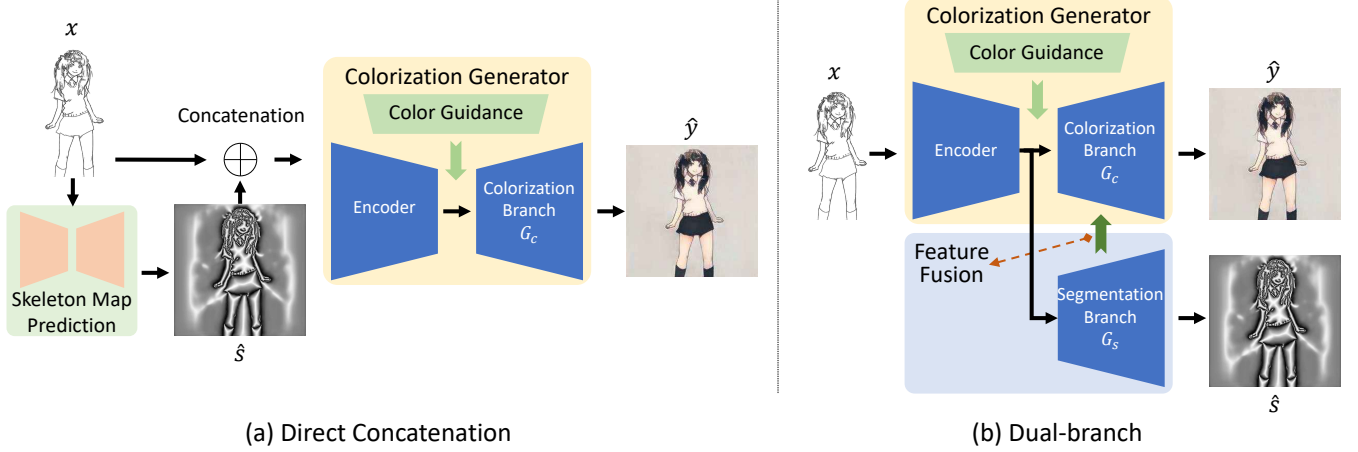 x
Concatenation
Skeleton Map
Prediction
ŝ
Colorization Generator
Color Guidance
Encoder
Colorization
Branch
G_c
ŷ
(a) Direct Concatenation
x
Colorization Generator
Color Guidance
Encoder
Colorization
Branch
G_c
ŷ
Feature
Fusion
Segmentation
Branch
G_s
ŝ
(b) Dual-branch